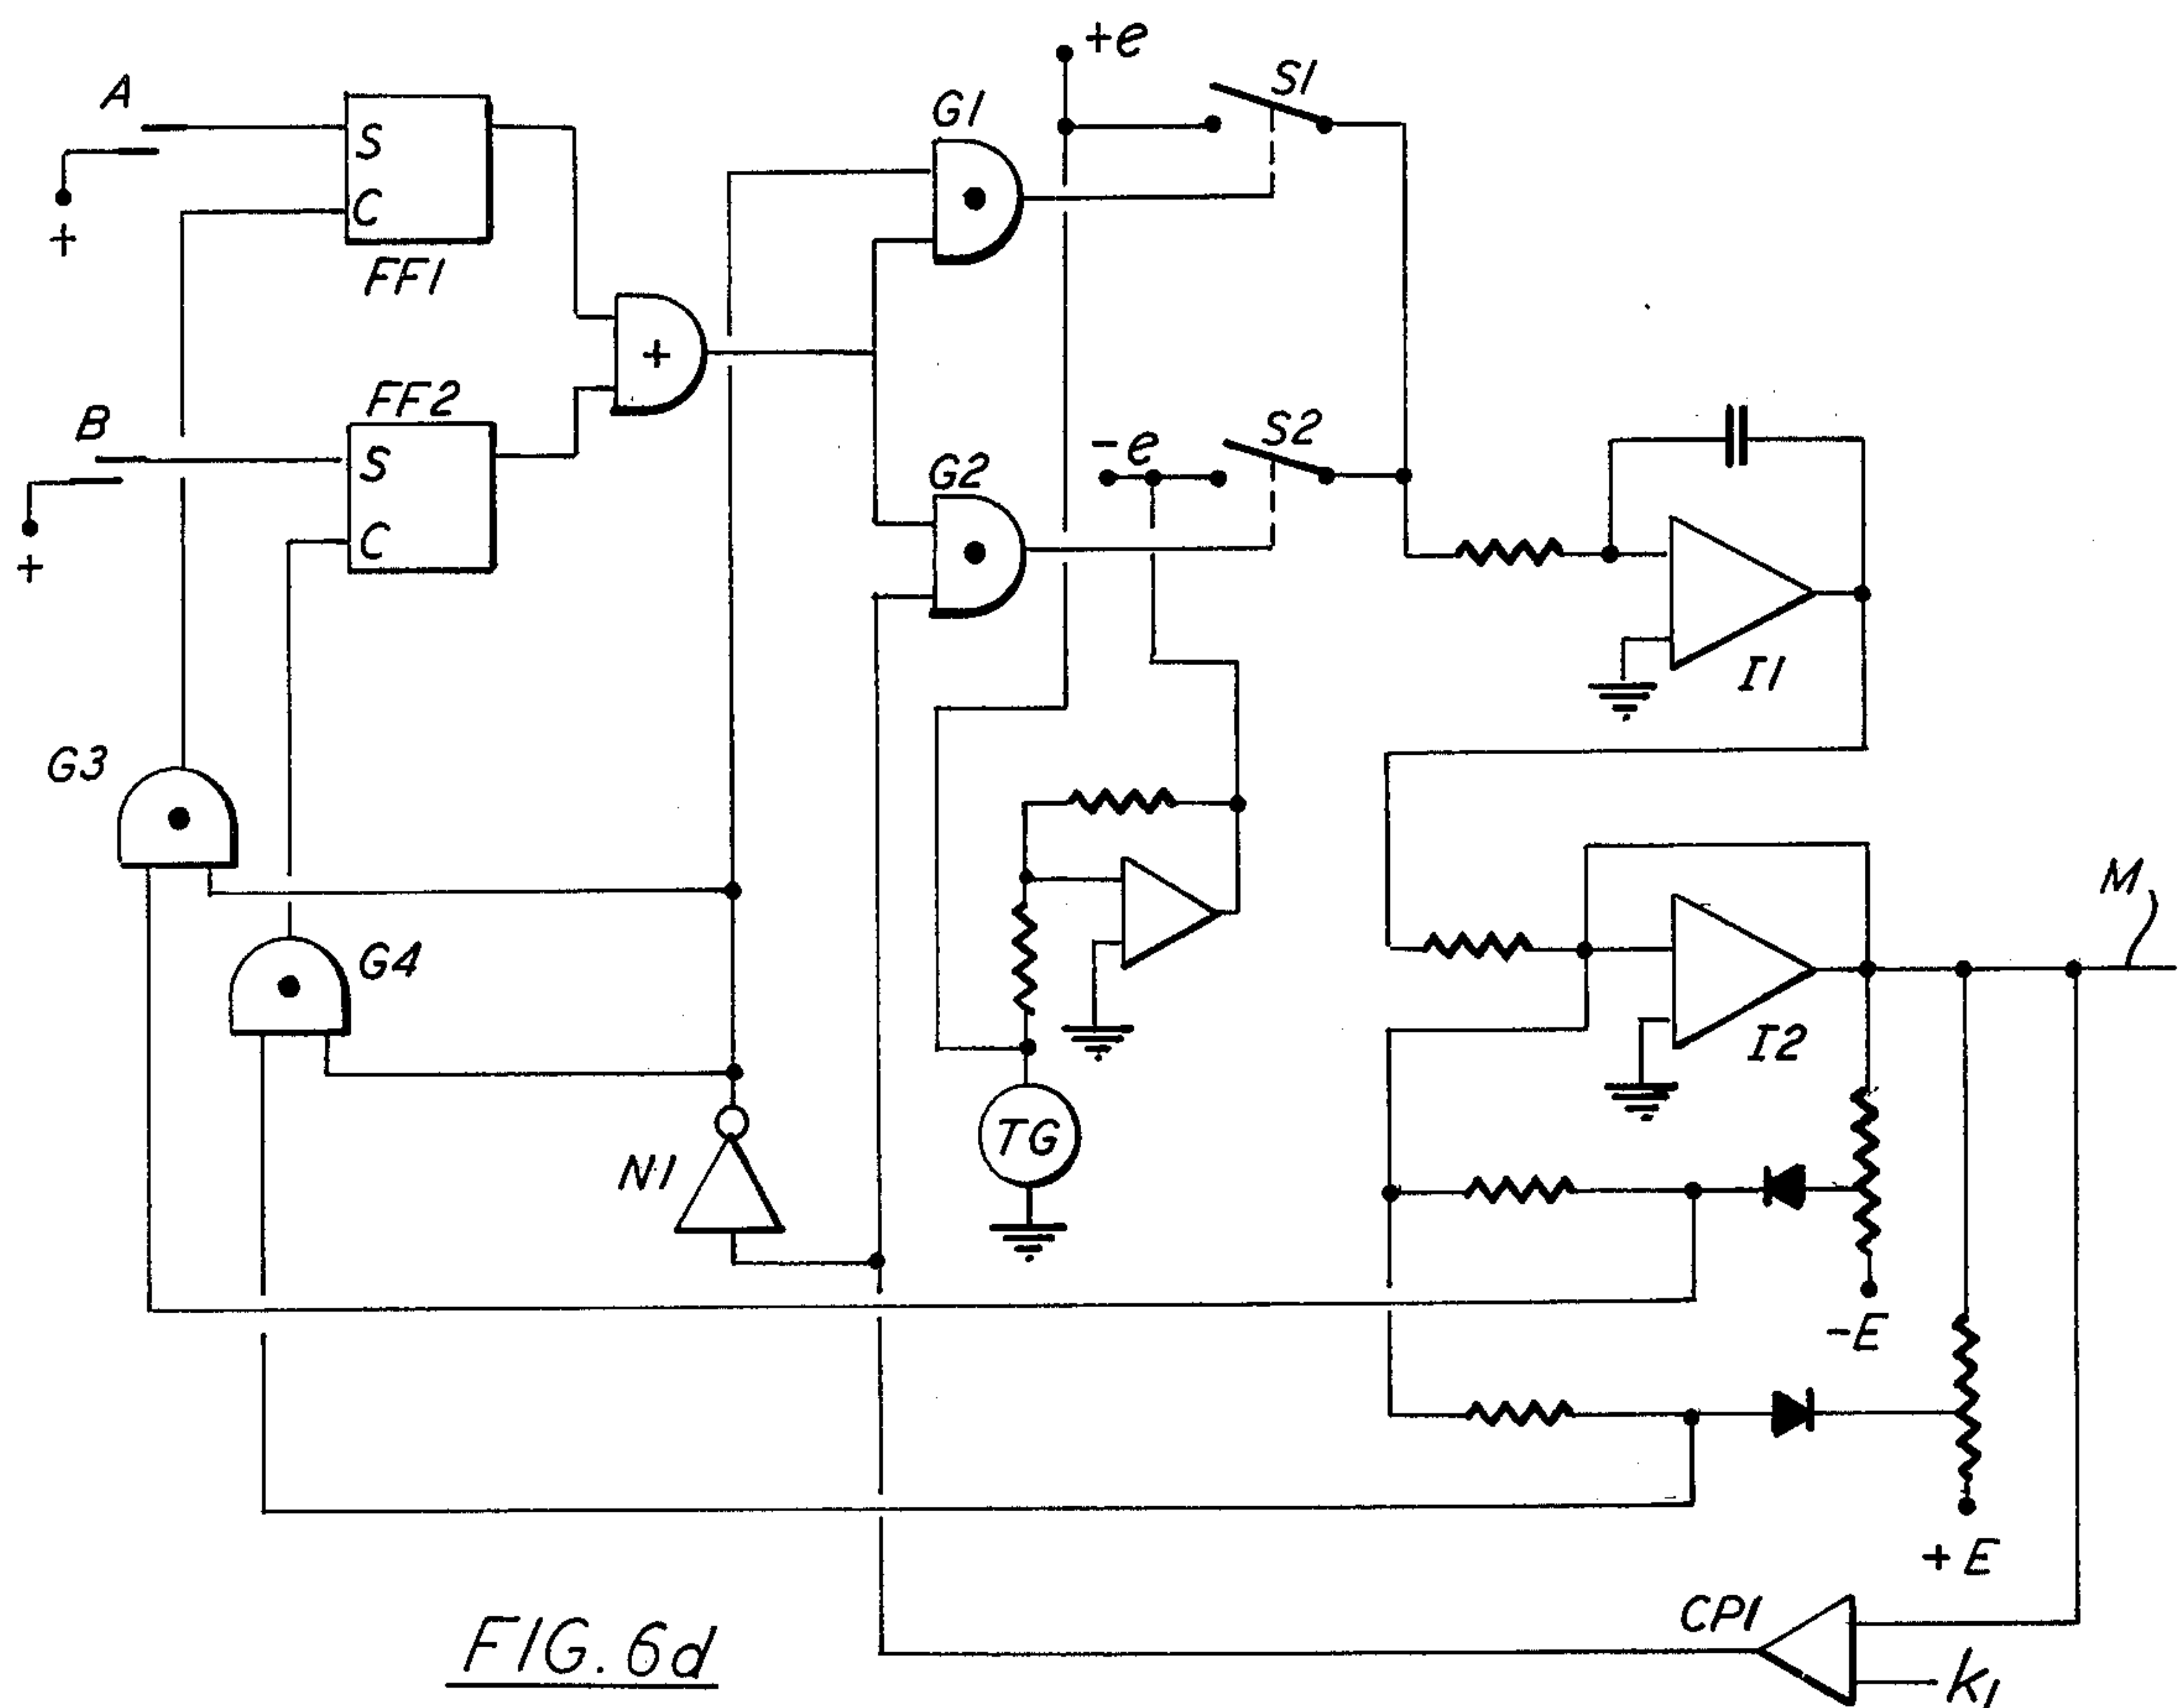 +e
A
S1
G1
S
C
+
FF1
+
FF2
B
S2
-e
S
G2
C
+
I1
G3
M
G4
I2
N1
TG
-E
+E
CP1
FIG. 6d
k1